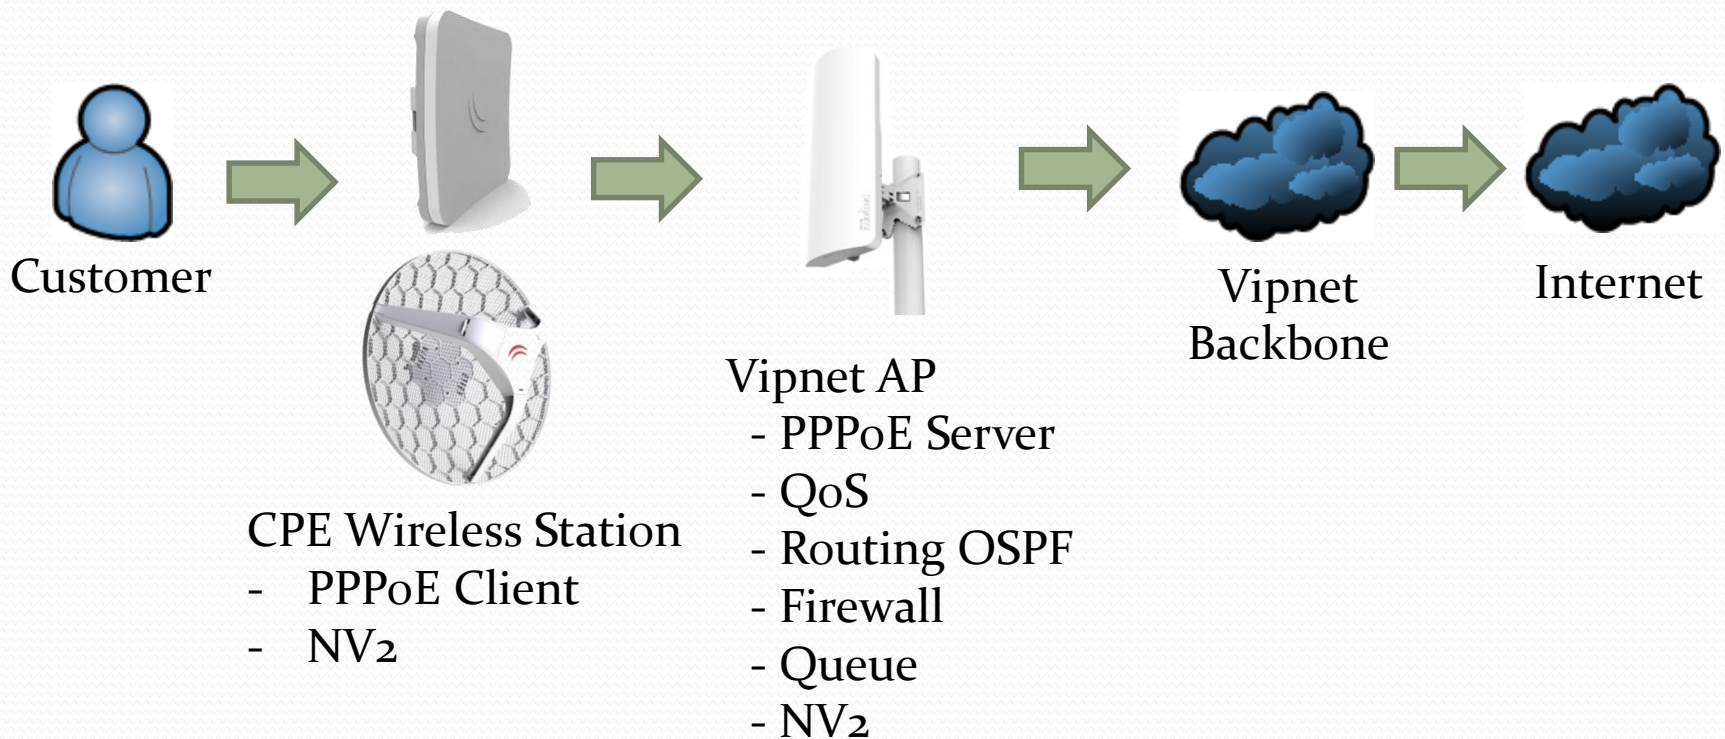 Customer
CPE Wireless Station
- PPPoE Client
- NV2
Vipnet AP
- PPPoE Server
- QoS
- Routing OSPF
- Firewall
- Queue
- NV2
Vipnet
Backbone
Internet